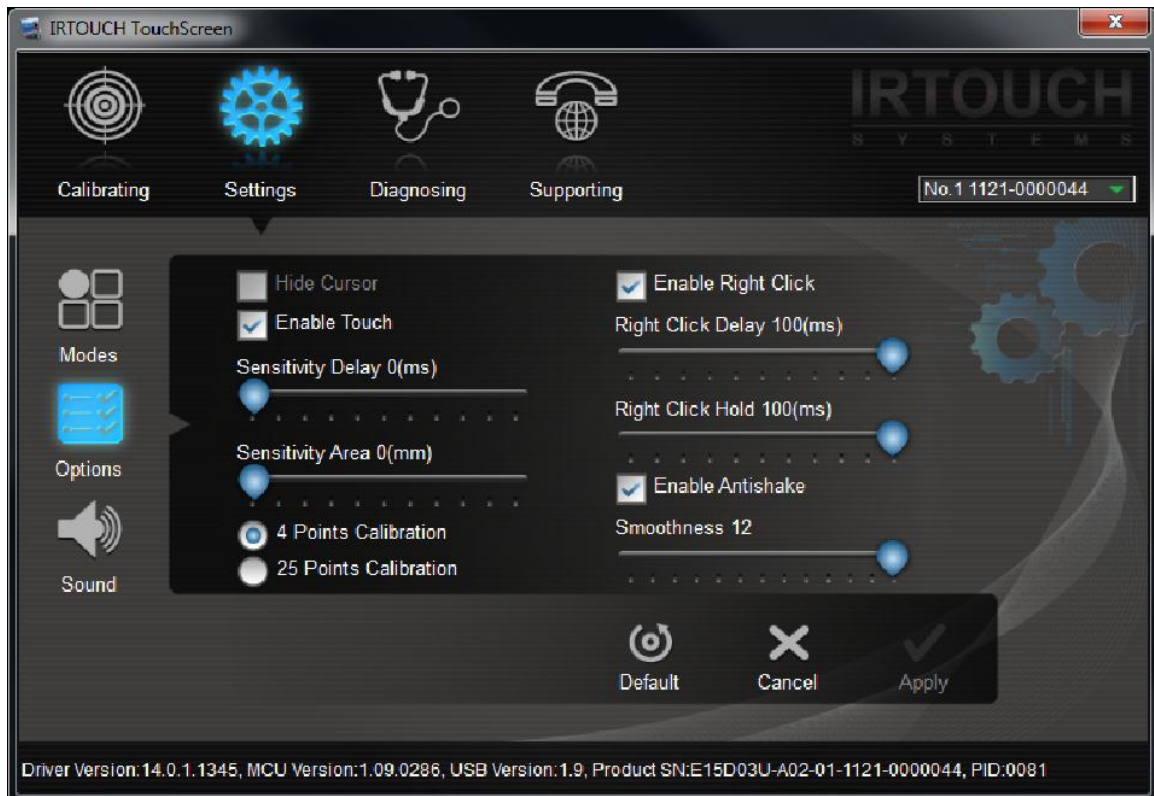 IRTOUCH TouchScreen
IRTOUCH
SYSTEMS
Calibrating
Settings
Diagnosing
Supporting
No.1 1121-0000044
Modes
Options
Sound
Hide Cursor
Enable Touch
Sensitivity Delay 0(ms)
Sensitivity Area 0(mm)
4 Points Calibration
25 Points Calibration
Enable Right Click
Right Click Delay 100(ms)
Right Click Hold 100(ms)
Enable Antishake
Smoothness 12
Default
Cancel
Apply
Driver Version:14.0.1.1345, MCU Version:1.09.0286, USB Version:1.9, Product SN:E15D03U-A02-01-1121-0000044, PID:0081